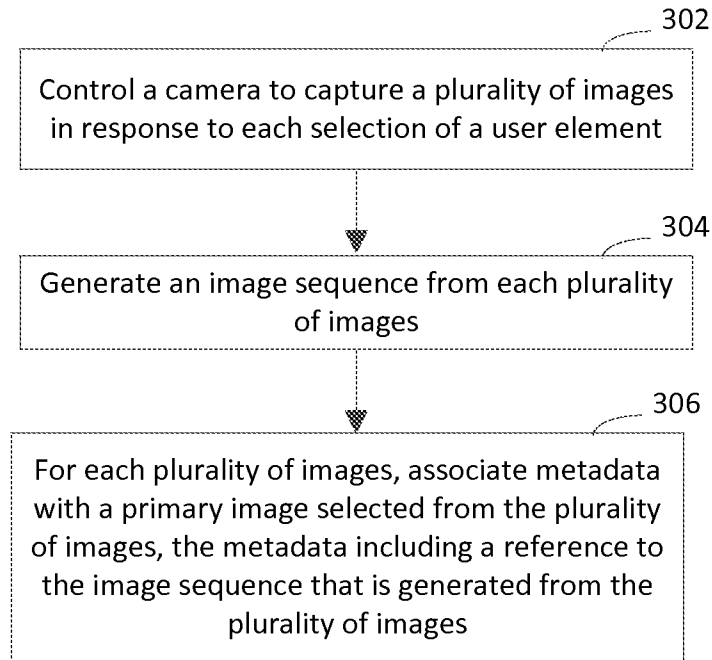 302
Control a camera to capture a plurality of images
in response to each selection of a user element
304
Generate an image sequence from each plurality
of images
306
For each plurality of images, associate metadata
with a primary image selected from the plurality
of images, the metadata including a reference to
the image sequence that is generated from the
plurality of images